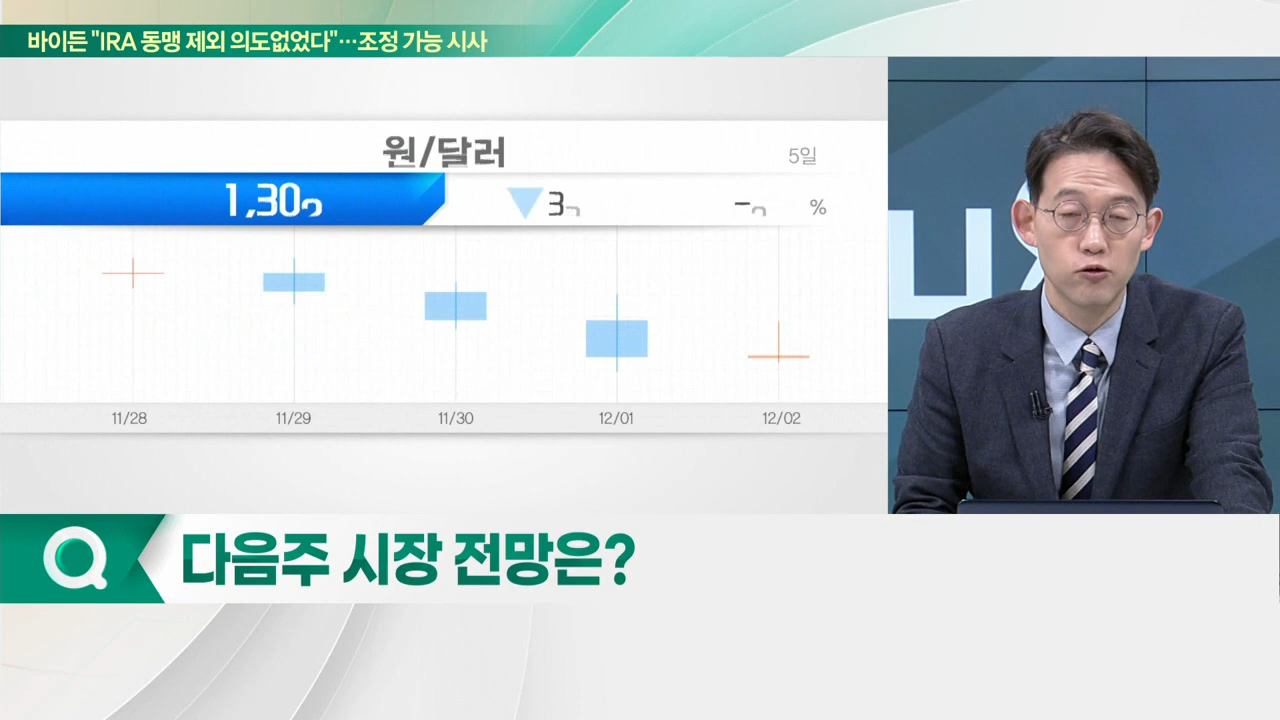 바이든 "IRA 동맹 제외 의도없었다"…조정 가능 시사
원/달러
5일
%
11/28
11/29
11/30
12/01
12/02
다음주 시장 전망은?